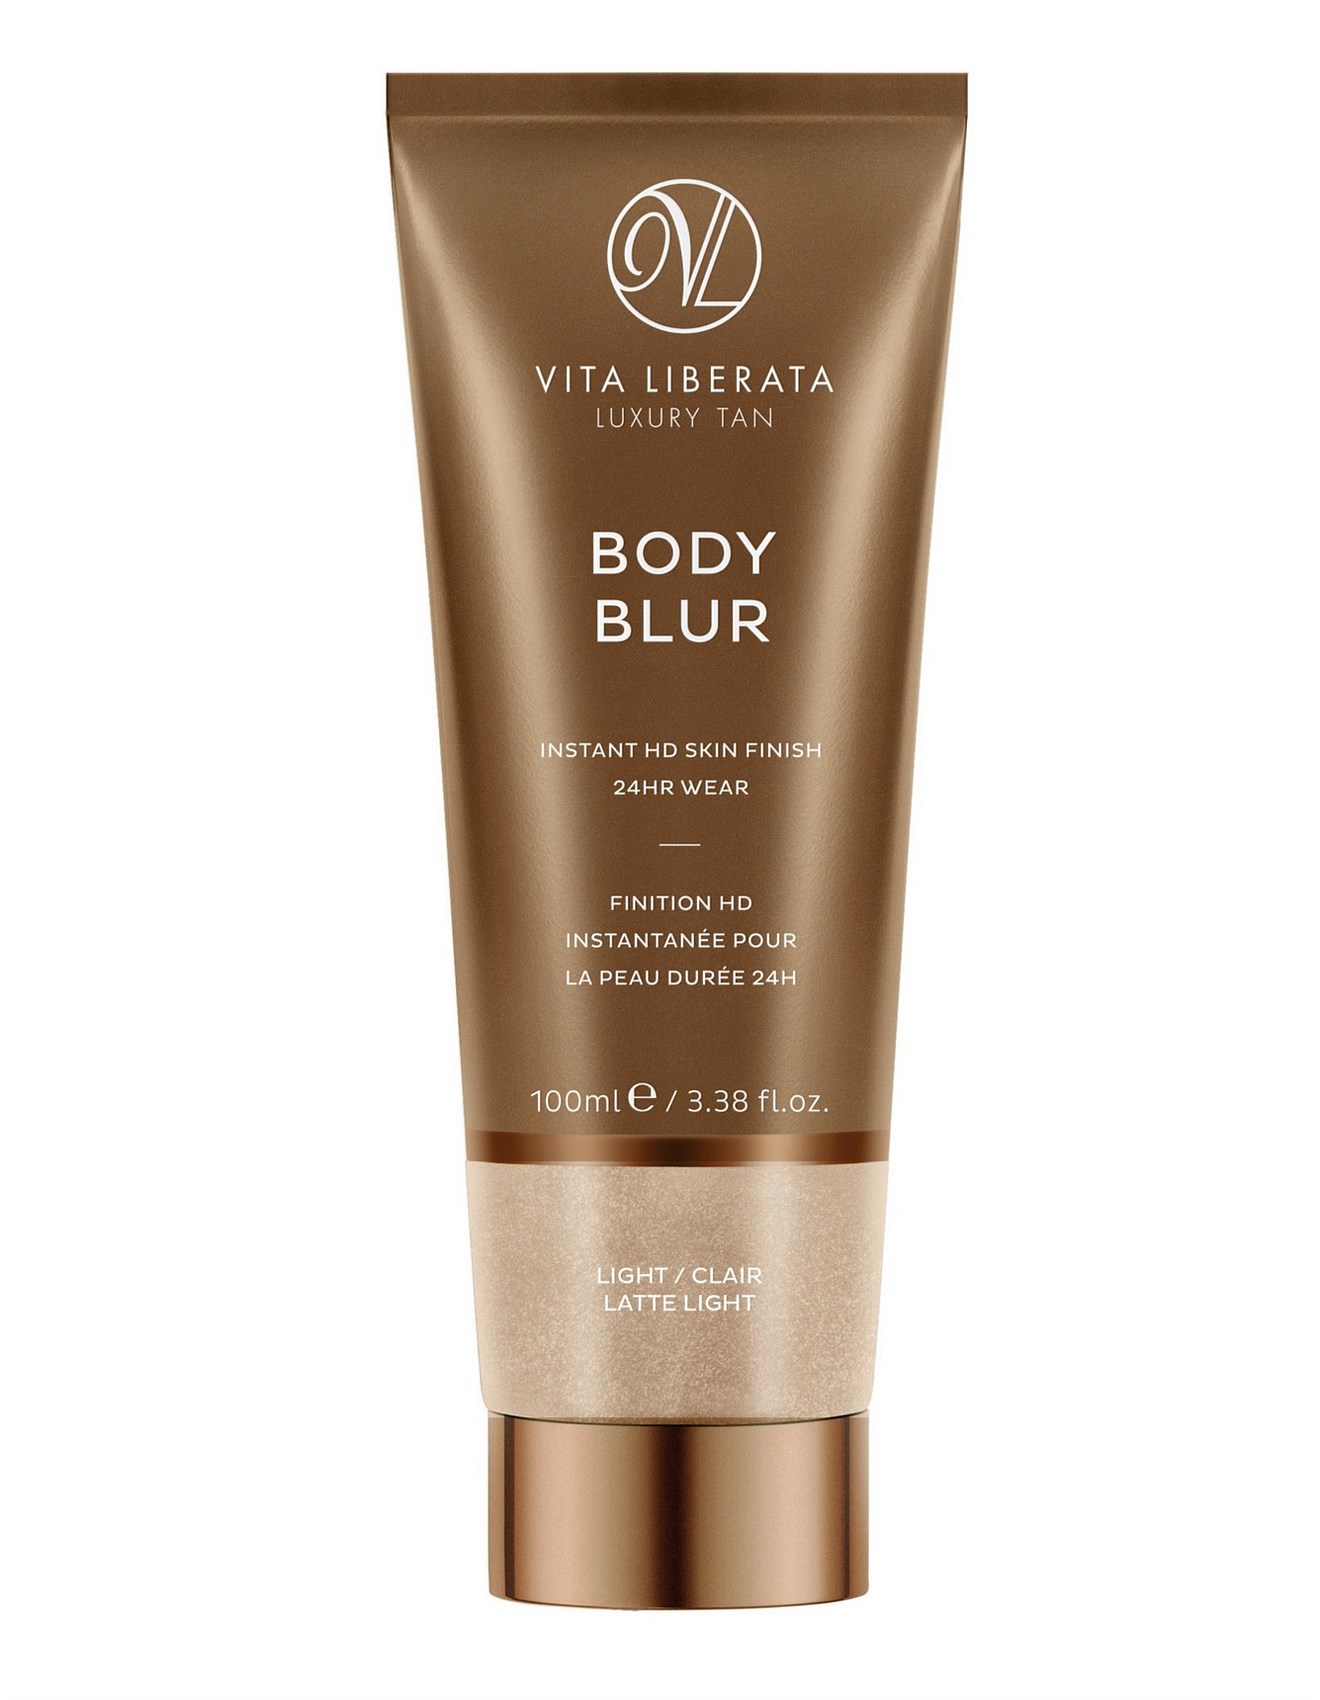 VL
VITA LIBERATA
LUXURY TAN
BODY
BLUR
INSTANT HD SKIN FINISH
24HR WEAR
FINITION HD
INSTANTANÉE POUR
LA PEAU DURÉE 24H
100ml ℮ / 3.38 fl.oz.
LIGHT / CLAIR
LATTE LIGHT